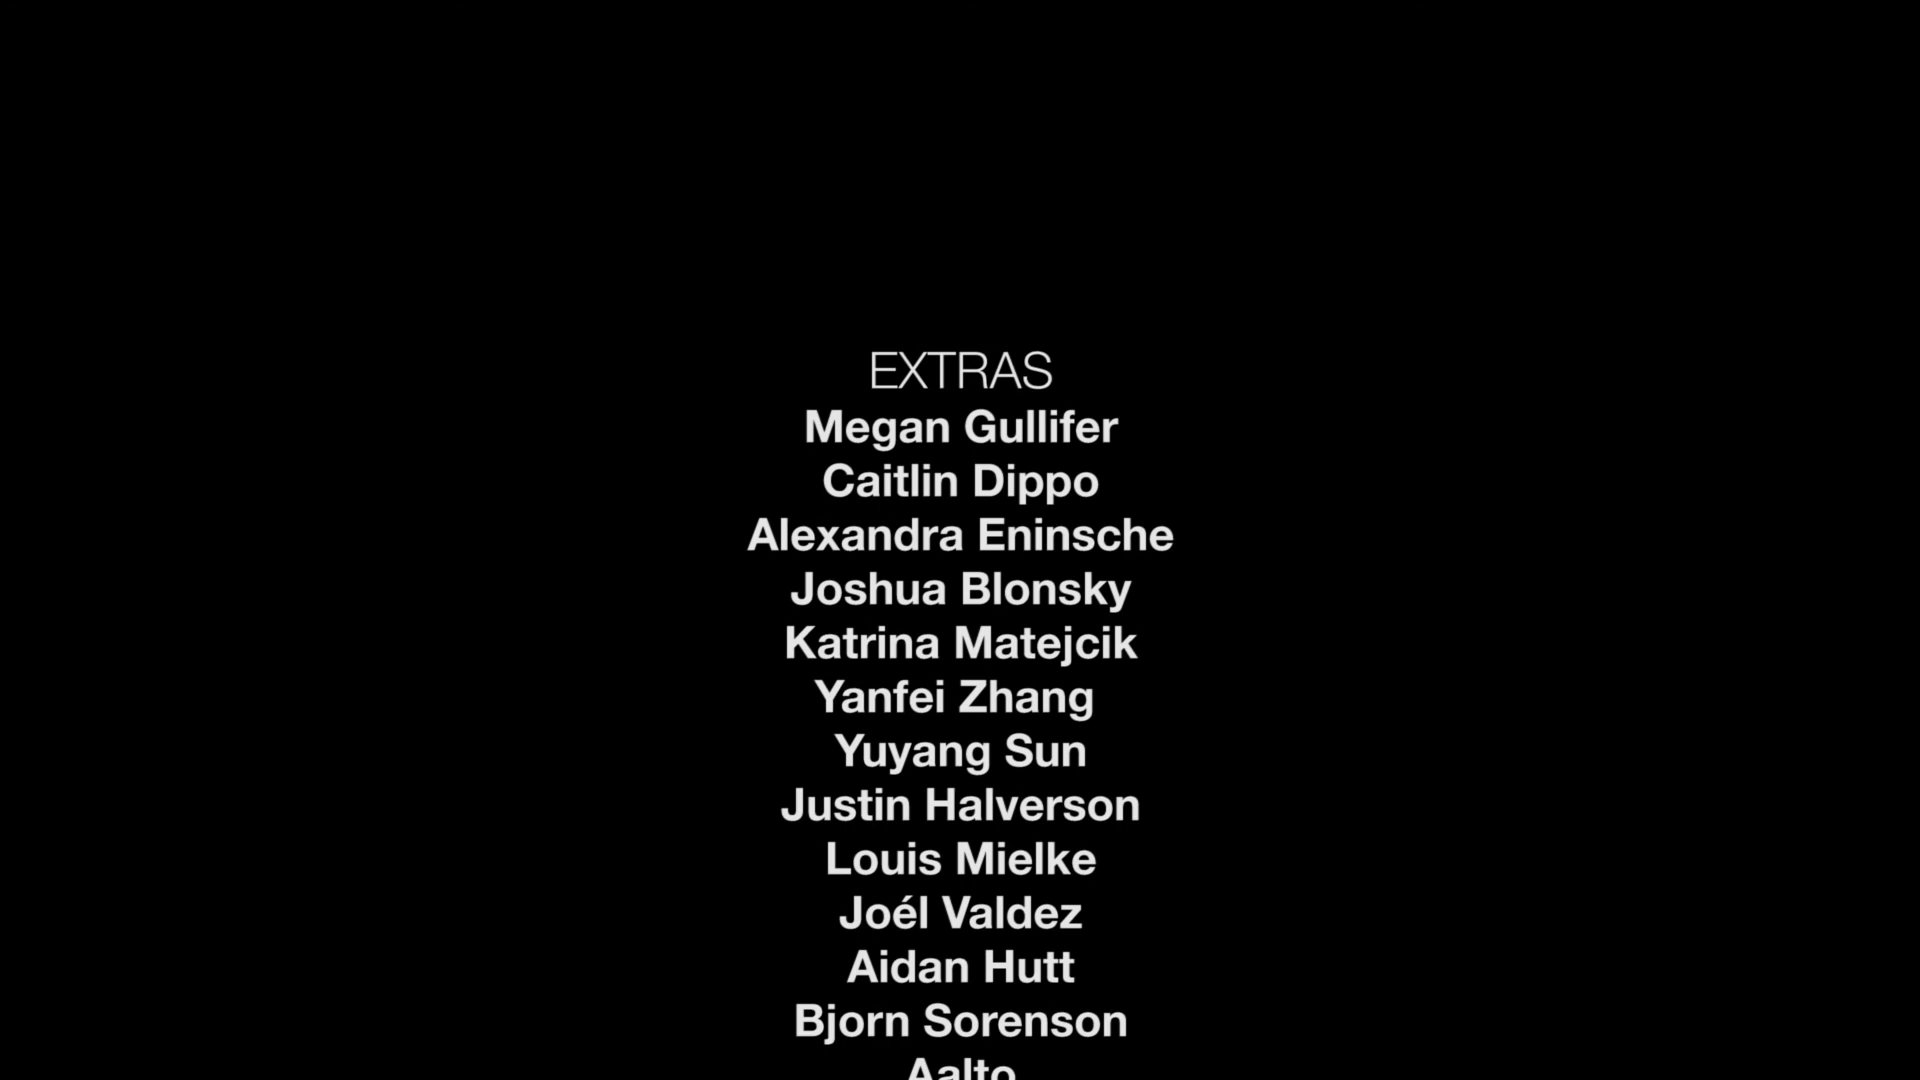 EXTRAS
Megan Gullifer
Caitlin Dippo
Alexandra Eninsche
Joshua Blonsky
Katrina Matejcik
Yanfei Zhang
Yuyang Sun
Justin Halverson
Louis Mielke
Joél Valdez
Aidan Hutt
Bjorn Sorenson
Aalto